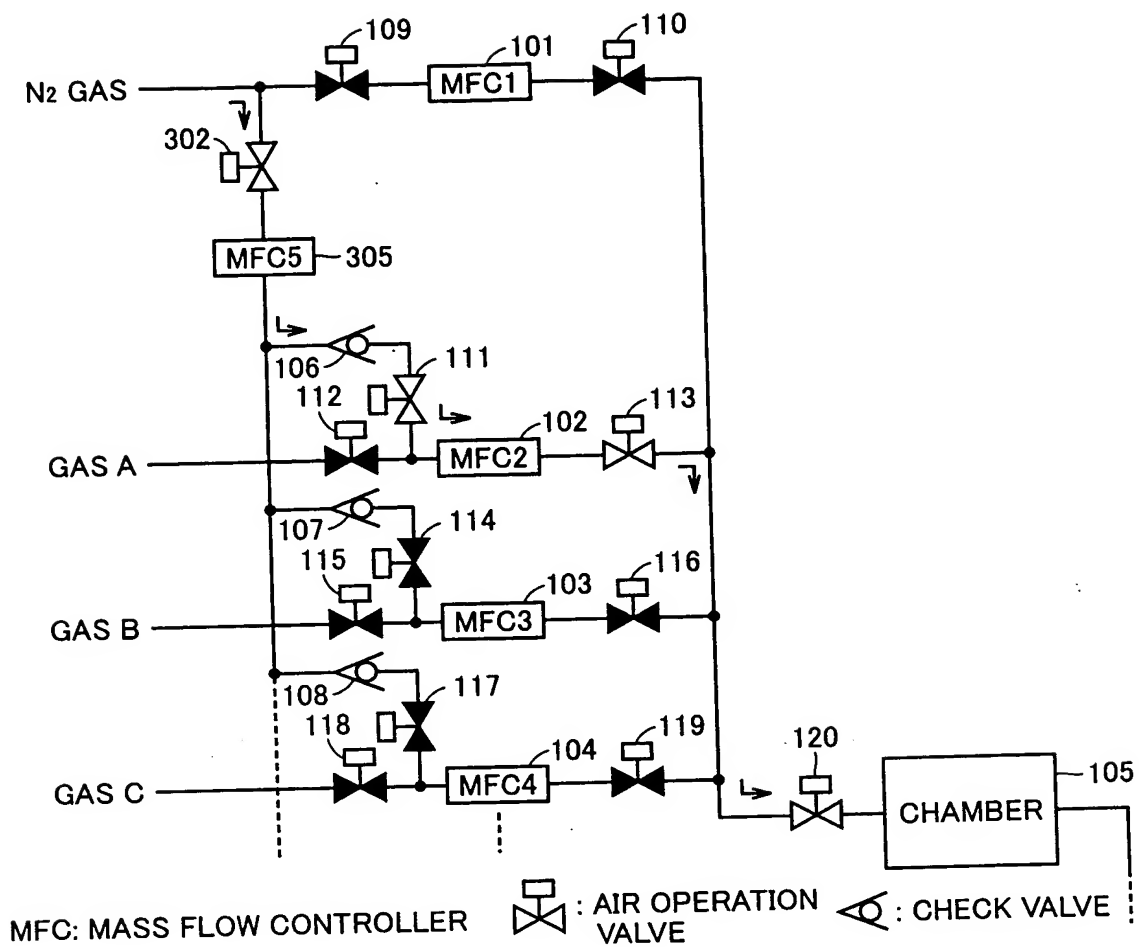 109 101 110
N2 GAS MFC1
302
MFC5 305
106 111
112 102 113
GAS A MFC2
107 114
115 103 116
GAS B MFC3
108 117
118 104 119
120 105
GAS C MFC4
CHAMBER
MFC: MASS FLOW CONTROLLER : AIR OPERATION VALVE : CHECK VALVE